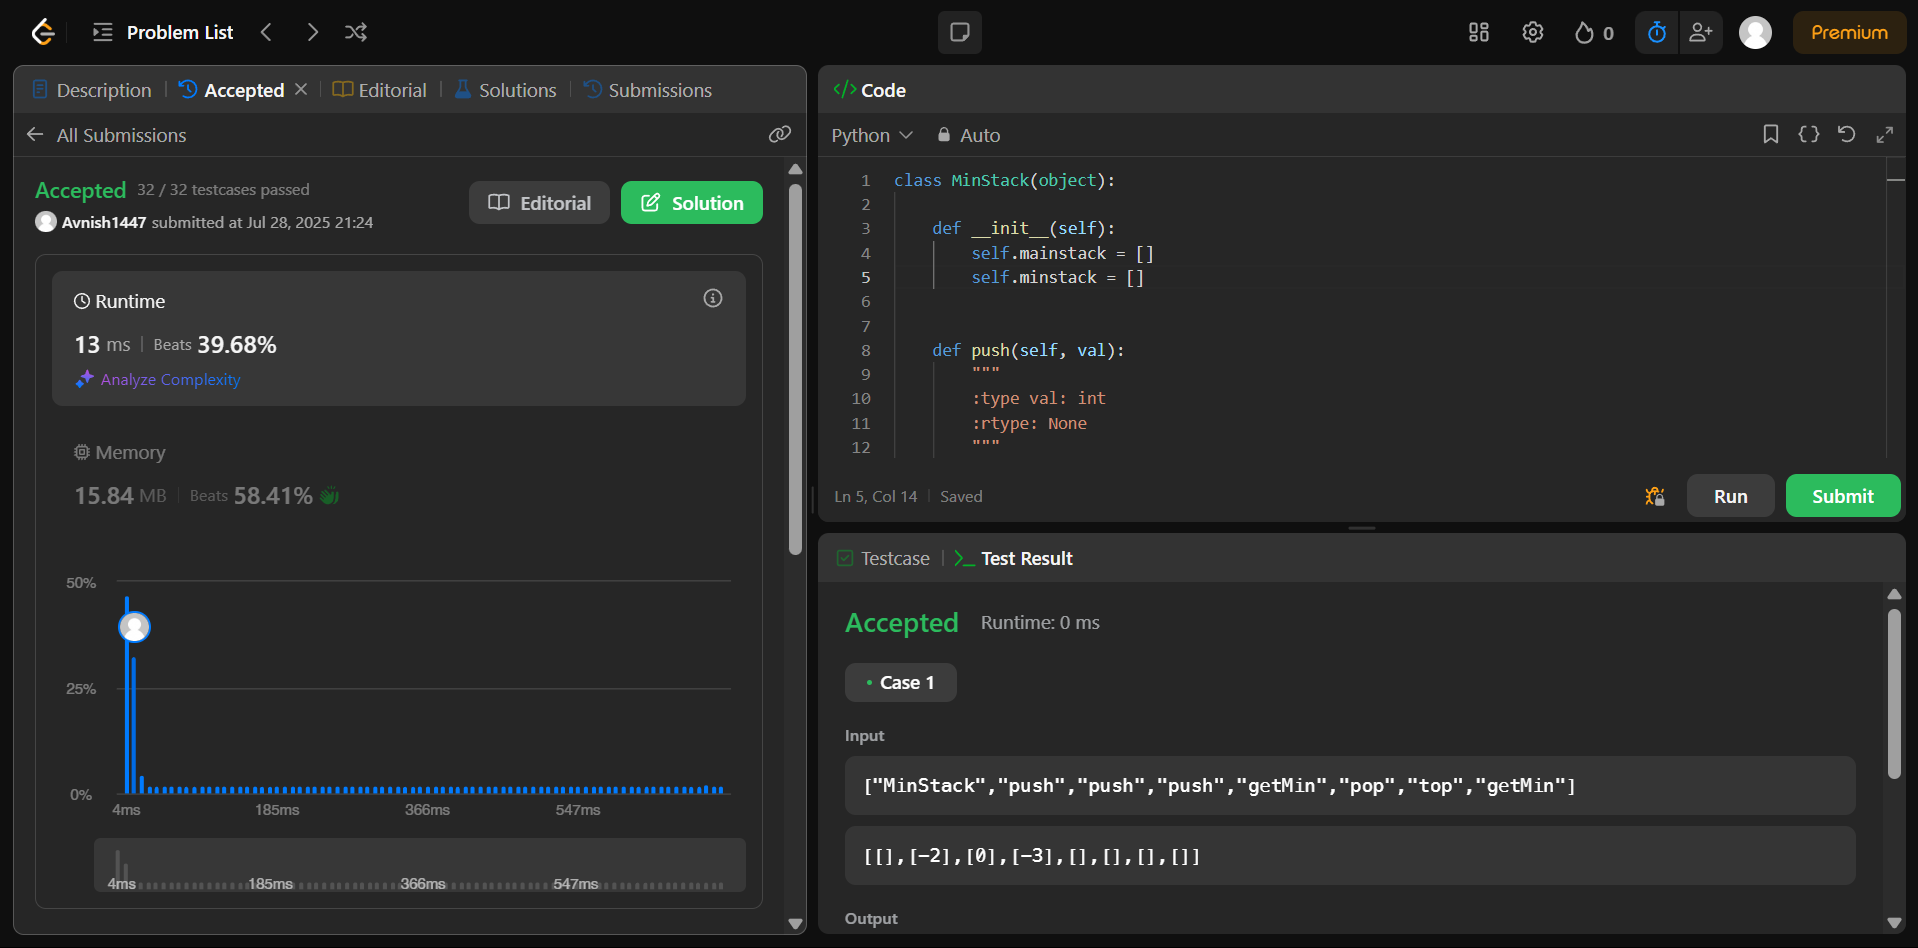 Problem List
0
Premium
Description
Accepted
Editorial
Solutions
Submissions
All Submissions
Accepted 32 / 32 testcases passed
Avnish1447 submitted at Jul 28, 2025 21:24
Editorial
Solution
Runtime
13 ms Beats 39.68%
Analyze Complexity
Memory
15.84 MB Beats 58.41%
50%
25%
0%
4ms 185ms 366ms 547ms
4ms 185ms 366ms 547ms
</> Code
Python
Auto
1 class MinStack(object):
2
3 def __init__(self):
4 self.mainstack = []
5 self.minstack = []
6
7
8 def push(self, val):
9 """
10 :type val: int
11 :rtype: None
12 """
Ln 5, Col 14 Saved
Run
Submit
Testcase
Test Result
Accepted Runtime: 0 ms
Case 1
Input
["MinStack","push","push","push","getMin","pop","top","getMin"]
[[],[-2],[0],[-3],[],[],[],[]]
Output